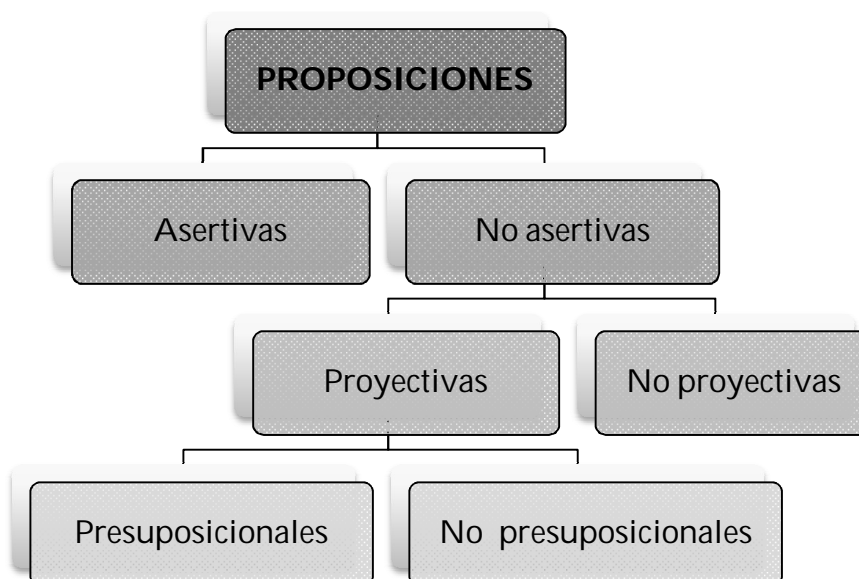 PROPOSICIONES
Asertivas
No asertivas
Proyectivas
No proyectivas
Presuposicionales
No presuposicionales